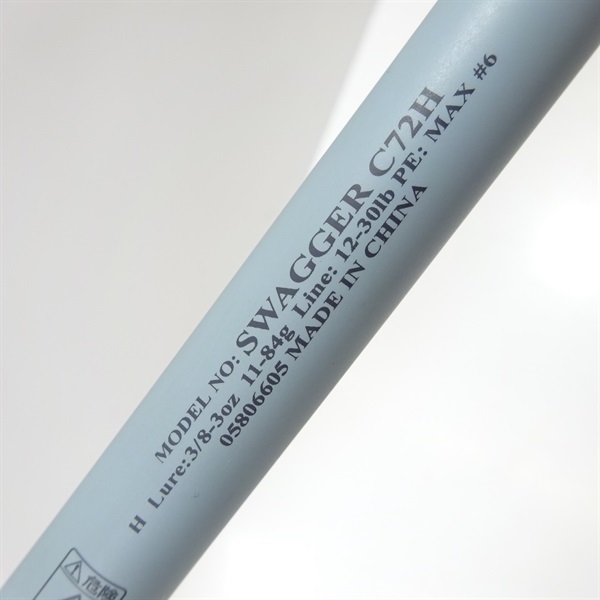 MODEL NO: SWAGGER C72H
H Lure:3/8-3oz 11-84g Line: 12-30lb PE: MAX #6
05806605 MADE IN CHINA
⚠危険